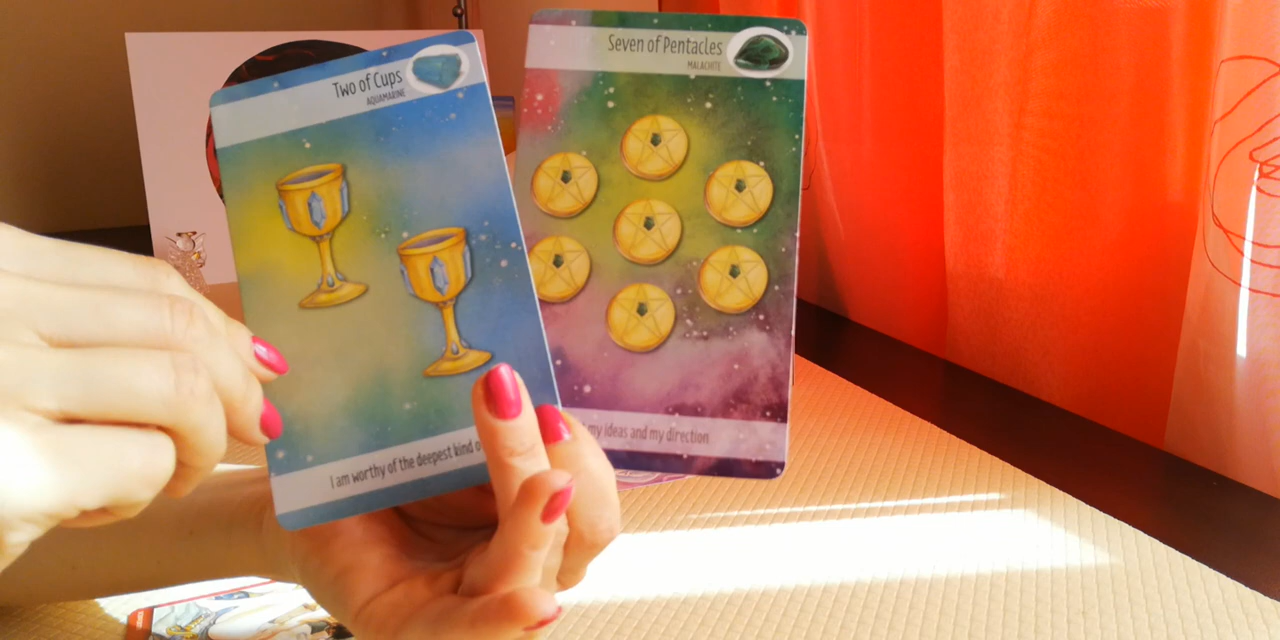 Two of Cups
AQUAMARINE
I am worthy of the deepest kind o
Seven of Pentacles
MALACHITE
my ideas and my direction